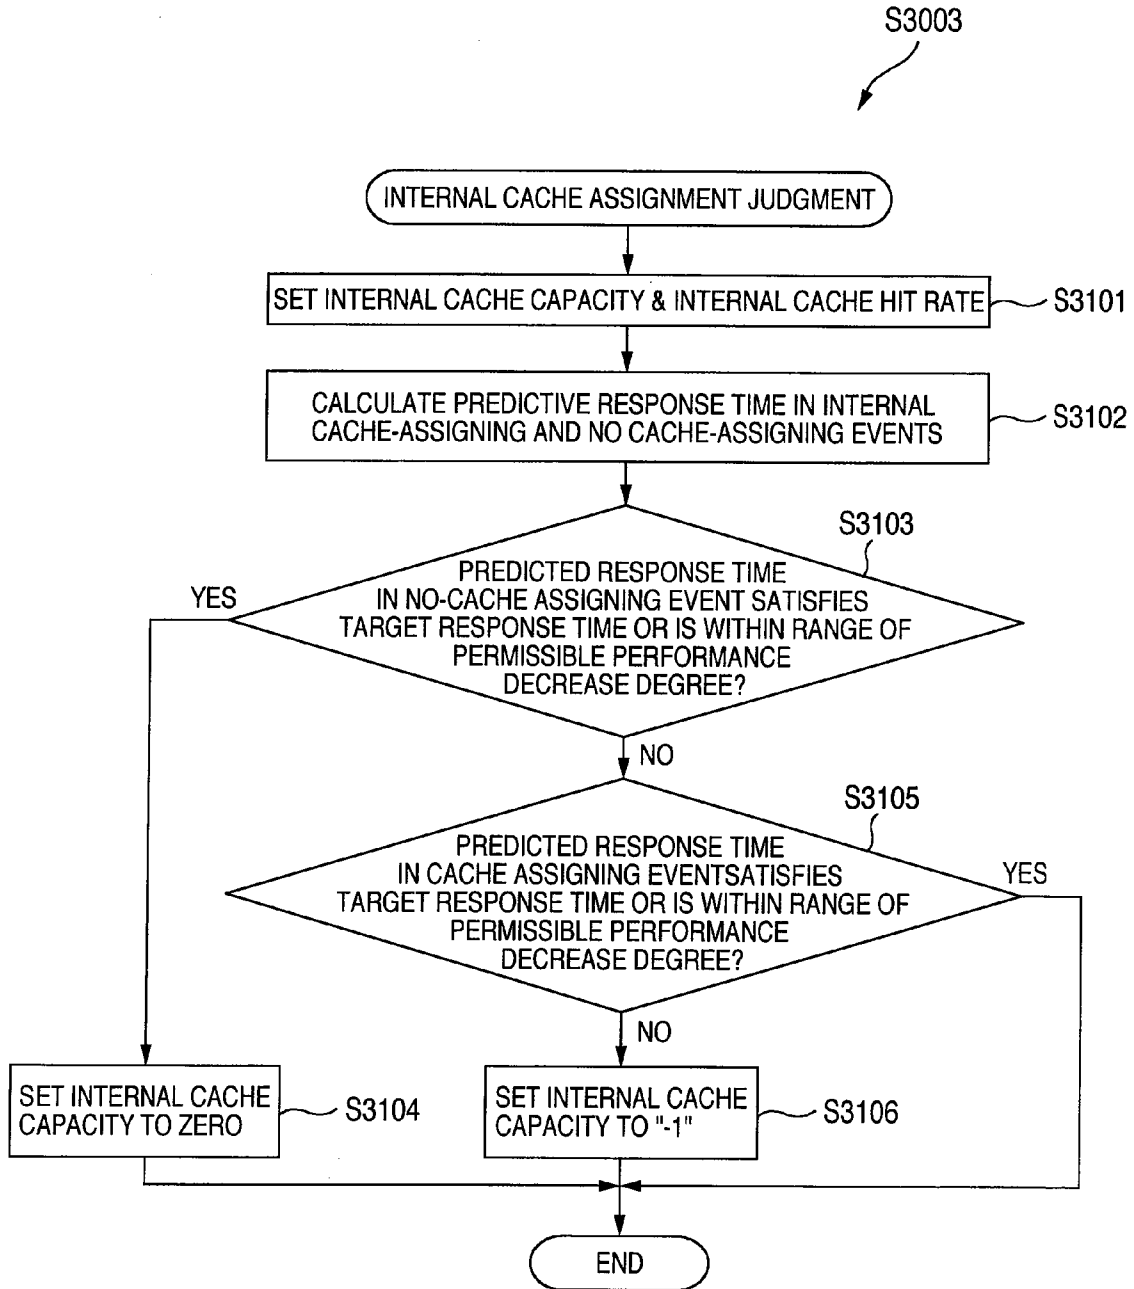 S3003
INTERNAL CACHE ASSIGNMENT JUDGMENT
SET INTERNAL CACHE CAPACITY & INTERNAL CACHE HIT RATE
S3101
CALCULATE PREDICTIVE RESPONSE TIME IN INTERNAL
CACHE-ASSIGNING AND NO CACHE-ASSIGNING EVENTS
S3102
S3103
PREDICTED RESPONSE TIME
IN NO-CACHE ASSIGNING EVENT SATISFIES
TARGET RESPONSE TIME OR IS WITHIN RANGE OF
PERMISSIBLE PERFORMANCE
DECREASE DEGREE?
YES
NO
S3105
PREDICTED RESPONSE TIME
IN CACHE ASSIGNING EVENTSATISFIES
TARGET RESPONSE TIME OR IS WITHIN RANGE OF
PERMISSIBLE PERFORMANCE
DECREASE DEGREE?
YES
NO
SET INTERNAL CACHE
CAPACITY TO ZERO
S3104
SET INTERNAL CACHE
CAPACITY TO "-1"
S3106
END